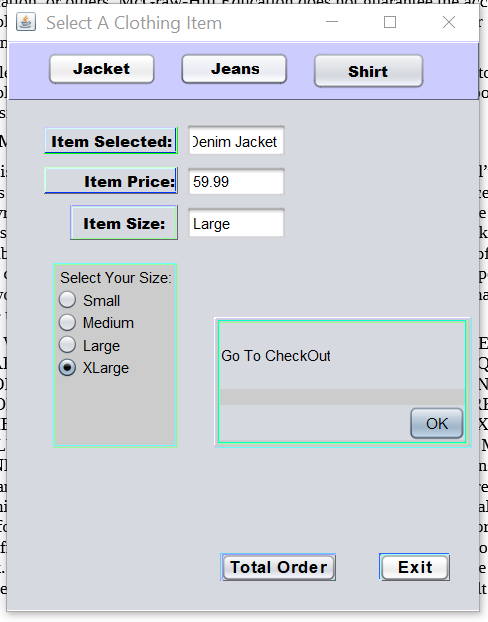 Select A Clothing Item
Jacket Jeans Shirt
Item Selected: Denim Jacket
Item Price: 59.99
Item Size: Large
Select Your Size:
Small
Medium
Large
XLarge
Go To CheckOut
OK
Total Order Exit